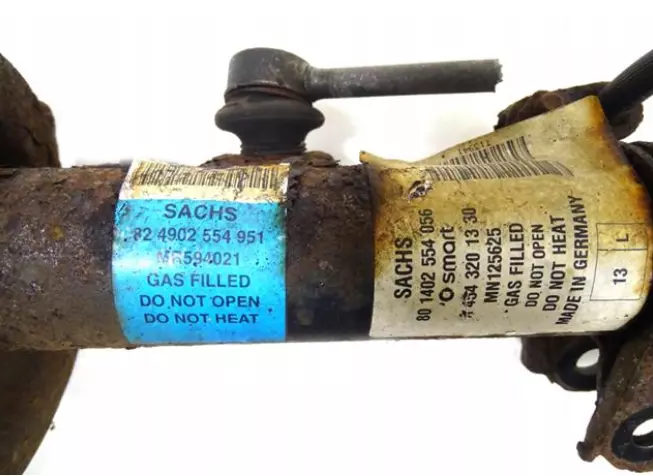 SACHS
82 4902 554 951
MR594021
GAS FILLED
DO NOT OPEN
DO NOT HEAT
SACHS
80 1402 554 056
smart
A 454 320 13 30
MN125625
GAS FILLED
DO NOT OPEN
DO NOT HEAT
MADE IN GERMANY
13 L